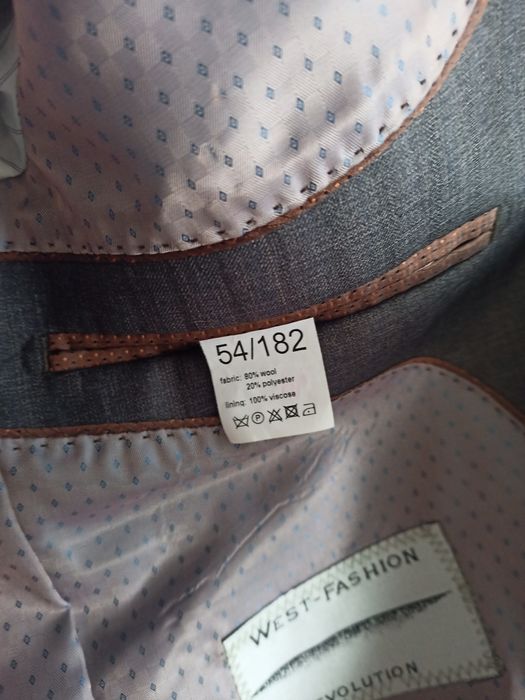 54/182
fabric: 80% wool
20% polyester
lining: 100% viscose
P
WEST-FASHION
EVOLUTION